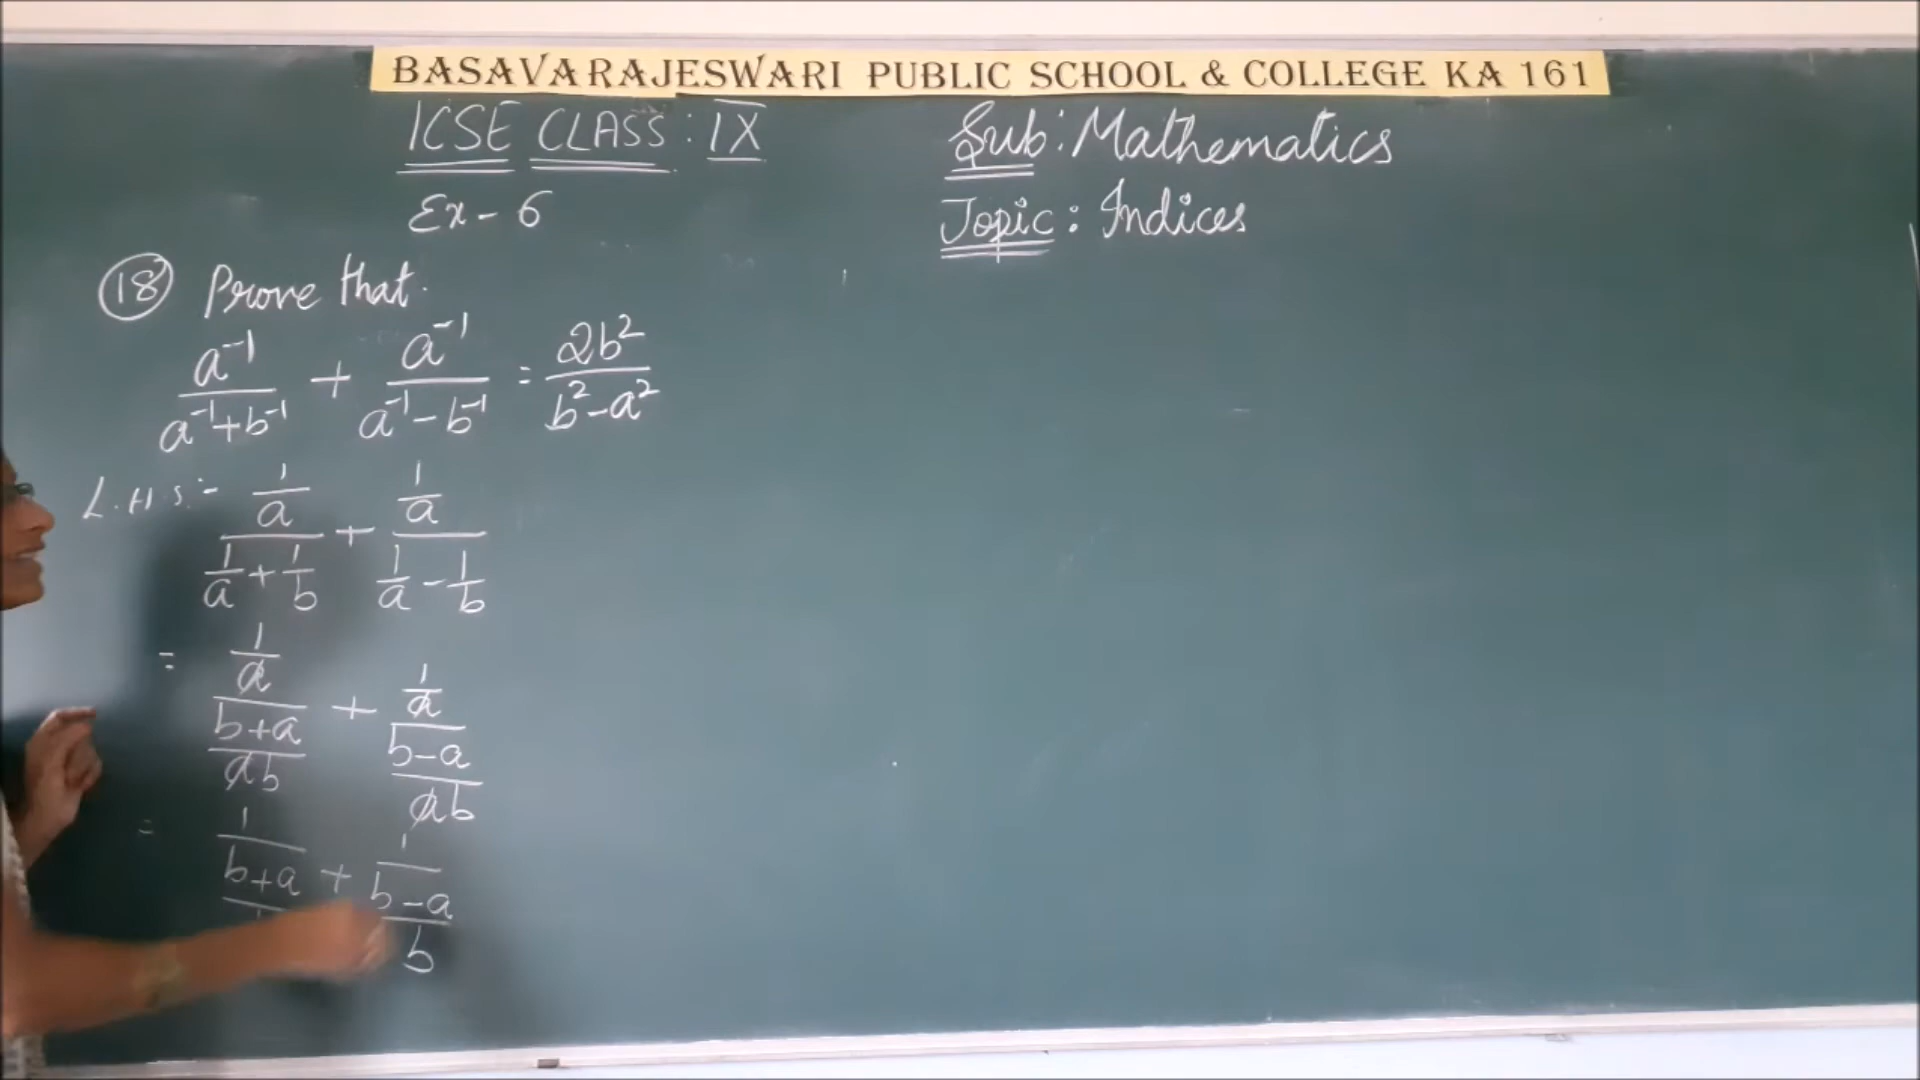 BASAVARAJESWARI PUBLIC SCHOOL & COLLEGE KA 161
ICSE CLASS : IX
Sub : Mathematics
Ex - 6
Topic : Indices
(18) Prove that.
a⁻¹/(a⁻¹+b⁻¹) + a⁻¹/(a⁻¹-b⁻¹) = 2b²/(b²-a²)
L.H.S:- (1/a)/(1/a + 1/b) + (1/a)/(1/a - 1/b)
= (1/a)/((b+a)/ab) + (1/a)/((b-a)/ab)
= 1/((b+a)/) + 1/((b-a)/b)